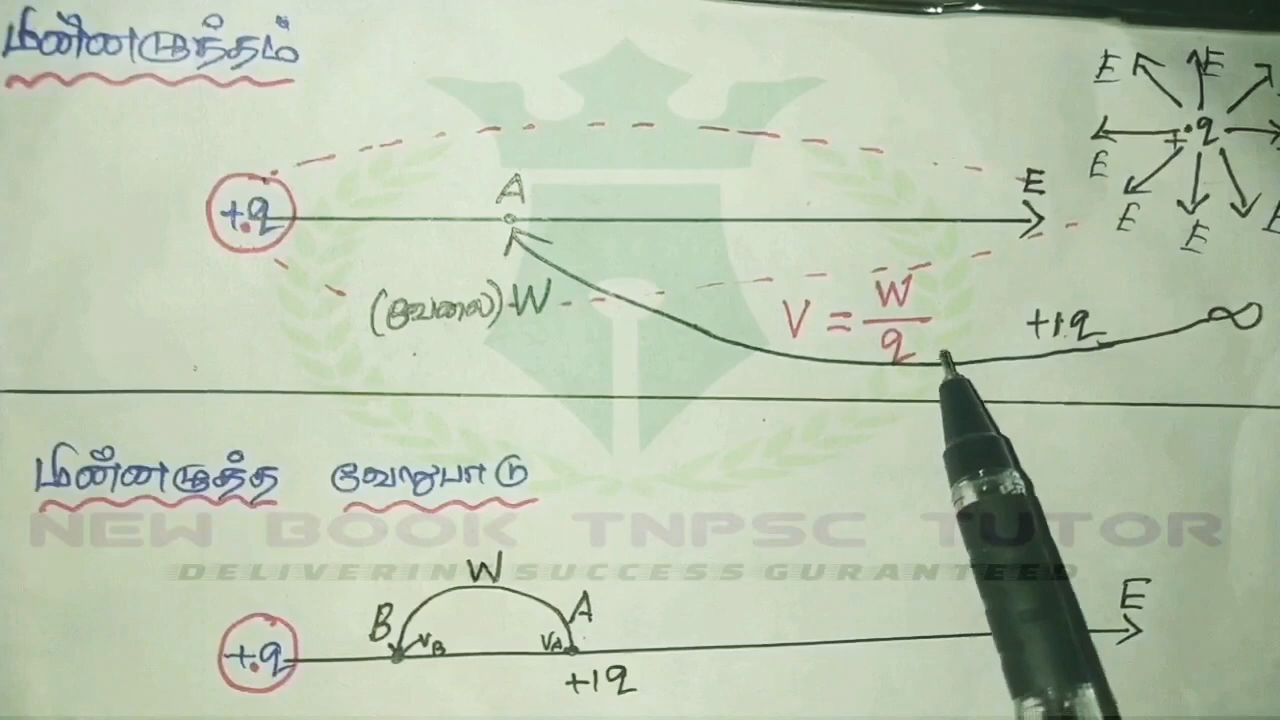 மின்னழுத்தம்
E E
+q
E
E E
E
+q A E
(வேலை) W V = W/q +1q ∞
மின்னழுத்த வேறுபாடு
NEW BOOK TNPSC TUTOR
DELIVERING SUCCESS GURANTEED
W
B A E
+q VB VA
+1q